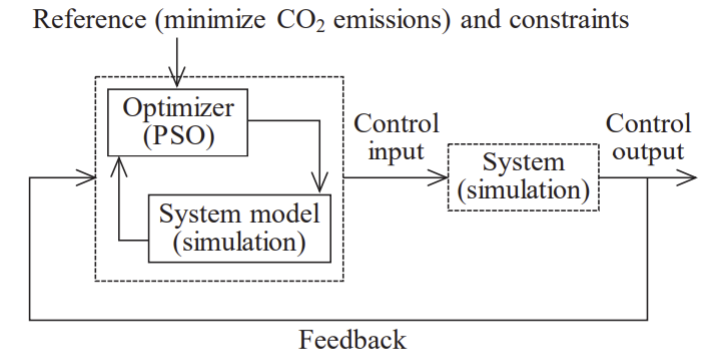 Reference (minimize CO₂ emissions) and constraints
Optimizer
(PSO)
System model
(simulation)
Control
input
System
(simulation)
Control
output
Feedback